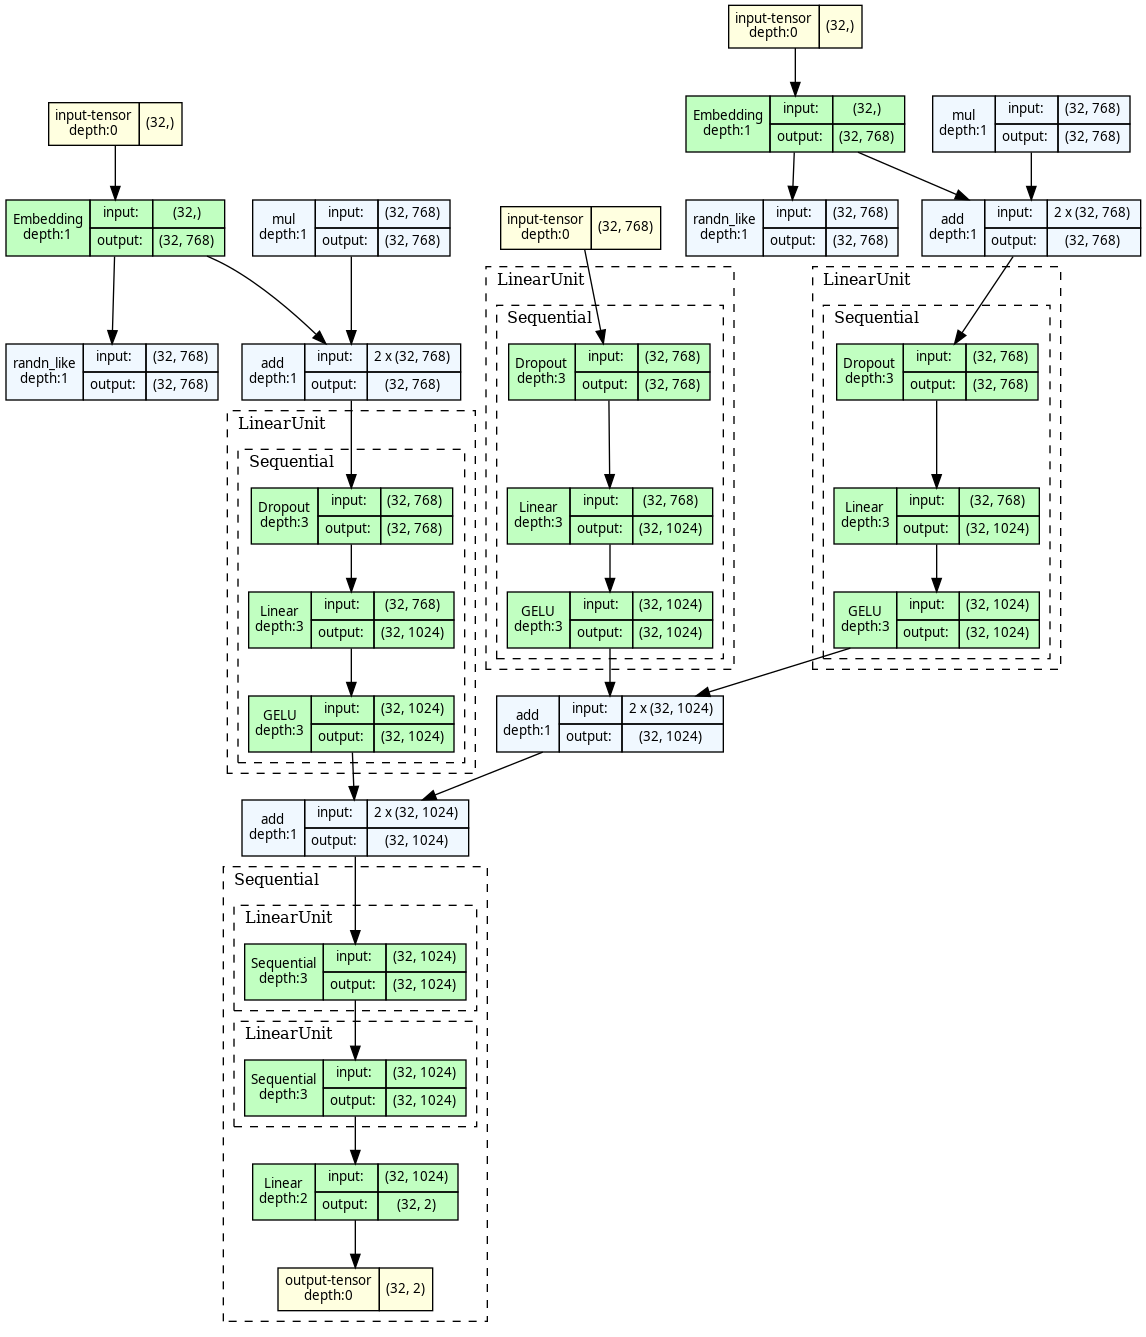 input-tensor
depth:0
(32,)
Embedding
depth:1
input:
(32,)
output:
(32, 768)
mul
depth:1
input:
(32, 768)
output:
(32, 768)
input-tensor
depth:0
(32,)
Embedding
depth:1
input:
(32,)
output:
(32, 768)
mul
depth:1
input:
(32, 768)
output:
(32, 768)
input-tensor
depth:0
(32, 768)
randn_like
depth:1
input:
(32, 768)
output:
(32, 768)
add
depth:1
input:
2 x (32, 768)
output:
(32, 768)
randn_like
depth:1
input:
(32, 768)
output:
(32, 768)
add
depth:1
input:
2 x (32, 768)
output:
(32, 768)
LinearUnit
Sequential
Dropout
depth:3
input:
(32, 768)
output:
(32, 768)
Linear
depth:3
input:
(32, 768)
output:
(32, 1024)
GELU
depth:3
input:
(32, 1024)
output:
(32, 1024)
LinearUnit
Sequential
Dropout
depth:3
input:
(32, 768)
output:
(32, 768)
Linear
depth:3
input:
(32, 768)
output:
(32, 1024)
GELU
depth:3
input:
(32, 1024)
output:
(32, 1024)
LinearUnit
Sequential
Dropout
depth:3
input:
(32, 768)
output:
(32, 768)
Linear
depth:3
input:
(32, 768)
output:
(32, 1024)
GELU
depth:3
input:
(32, 1024)
output:
(32, 1024)
add
depth:1
input:
2 x (32, 1024)
output:
(32, 1024)
add
depth:1
input:
2 x (32, 1024)
output:
(32, 1024)
Sequential
LinearUnit
Sequential
depth:3
input:
(32, 1024)
output:
(32, 1024)
LinearUnit
Sequential
depth:3
input:
(32, 1024)
output:
(32, 1024)
Linear
depth:2
input:
(32, 1024)
output:
(32, 2)
output-tensor
depth:0
(32, 2)